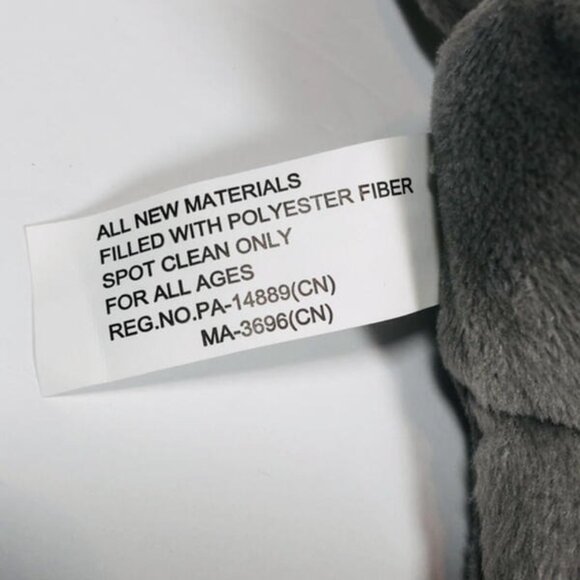 ALL NEW MATERIALS
FILLED WITH POLYESTER FIBER
SPOT CLEAN ONLY
FOR ALL AGES
REG.NO.PA-14889(CN)
MA-3696(CN)